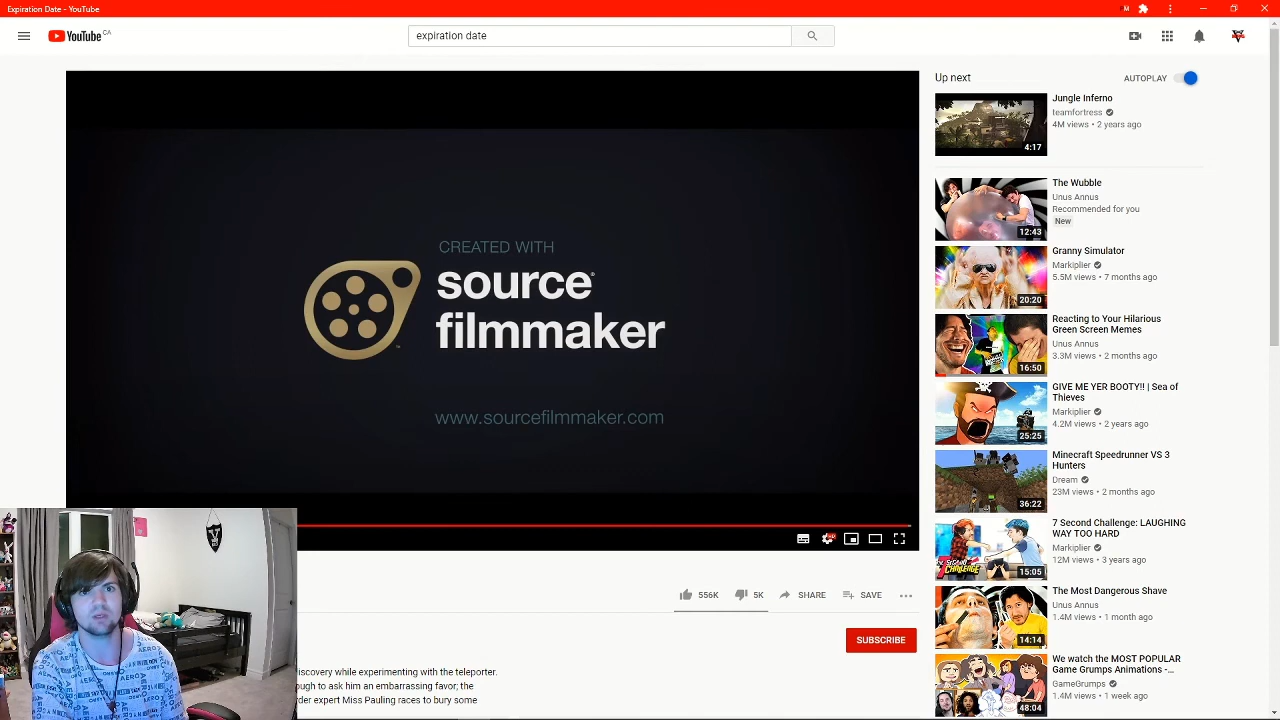 Expiration Date - YouTube
YouTube CA
expiration date
CREATED WITH
source
filmmaker
www.sourcefilmmaker.com
556K
5K
SHARE
SAVE
SUBSCRIBE
iscovery while experimenting with the teleporter.
ugh to ask him an embarrassing favor; the
der-expert Miss Pauling races to bury some
Up next
AUTOPLAY
4:17
Jungle Inferno
teamfortress
4M views • 2 years ago
12:43
The Wubble
Unus Annus
Recommended for you
New
20:20
Granny Simulator
Markiplier
5.5M views • 7 months ago
16:50
Reacting to Your Hilarious
Green Screen Memes
Unus Annus
3.3M views • 2 months ago
25:25
GIVE ME YER BOOTY!! | Sea of
Thieves
Markiplier
4.2M views • 2 years ago
36:22
Minecraft Speedrunner VS 3
Hunters
Dream
23M views • 2 months ago
7 SECOND
CHALLENGE
15:05
7 Second Challenge: LAUGHING
WAY TOO HARD
Markiplier
12M views • 3 years ago
14:14
The Most Dangerous Shave
Unus Annus
1.4M views • 1 month ago
48:04
We watch the MOST POPULAR
Game Grumps Animations -...
GameGrumps
1.4M views • 1 week ago